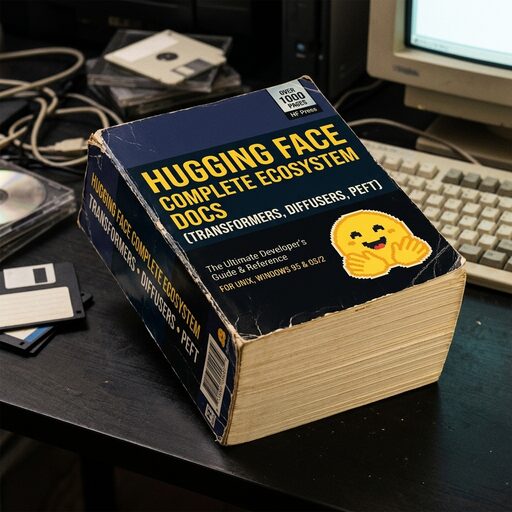 OVER
1000
PAGES
HF Press
HUGGING FACE
COMPLETE ECOSYSTEM
DOCS
(TRANSFORMERS, DIFFUSERS, PEFT)
The Ultimate Developer's
Guide & Reference
FOR UNIX, WINDOWS 95 & OS/2
HUGGING FACE COMPLETE ECOSYSTEM
TRANSFORMERS • DIFFUSERS • PEFT